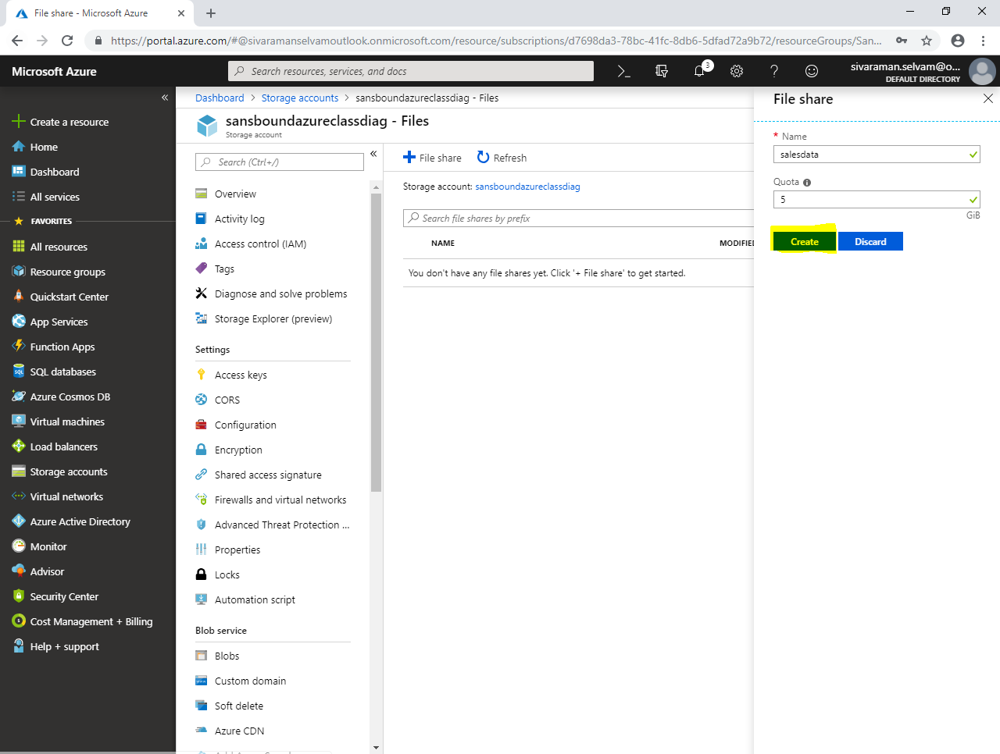 File share - Microsoft Azure
https://portal.azure.com/#@sivaramanselvamoutlook.onmicrosoft.com/resource/subscriptions/d7698da3-78bc-41fc-8db6-5dfad72a9b72/resourceGroups/San...
Microsoft Azure
Search resources, services, and docs
3
sivaraman.selvam@o...
DEFAULT DIRECTORY
Create a resource
Home
Dashboard
All services
FAVORITES
All resources
Resource groups
Quickstart Center
App Services
Function Apps
SQL databases
Azure Cosmos DB
Virtual machines
Load balancers
Storage accounts
Virtual networks
Azure Active Directory
Monitor
Advisor
Security Center
Cost Management + Billing
Help + support
Dashboard > Storage accounts > sansboundazureclassdiag - Files
sansboundazureclassdiag - Files
Storage account
Search (Ctrl+/)
Overview
Activity log
Access control (IAM)
Tags
Diagnose and solve problems
Storage Explorer (preview)
Settings
Access keys
CORS
Configuration
Encryption
Shared access signature
Firewalls and virtual networks
Advanced Threat Protection ...
Properties
Locks
Automation script
Blob service
Blobs
Custom domain
Soft delete
Azure CDN
File share
Refresh
Storage account: sansboundazureclassdiag
Search file shares by prefix
NAME
MODIFIED
You don't have any file shares yet. Click '+ File share' to get started.
File share
* Name
salesdata
Quota
5
GiB
Create
Discard